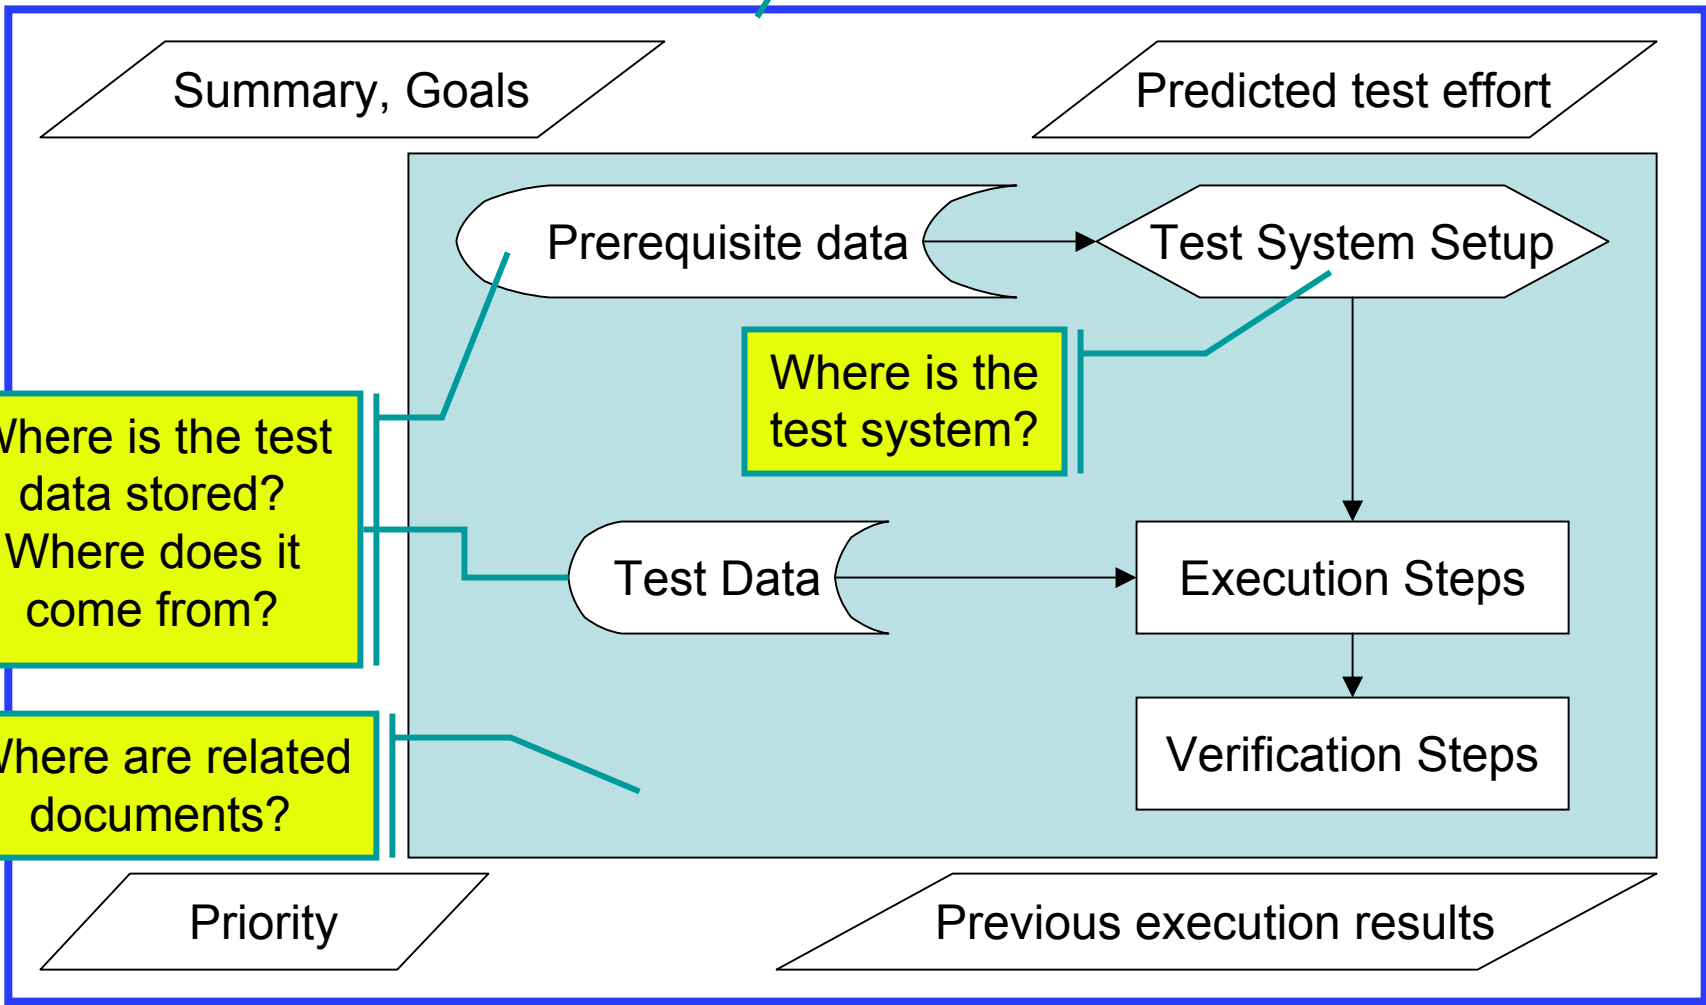 Summary, Goals
Predicted test effort
Prerequisite data
Test System Setup
Where is the
test system?
Where is the test
data stored?
Where does it
come from?
Test Data
Execution Steps
Where are related
documents?
Verification Steps
Priority
Previous execution results